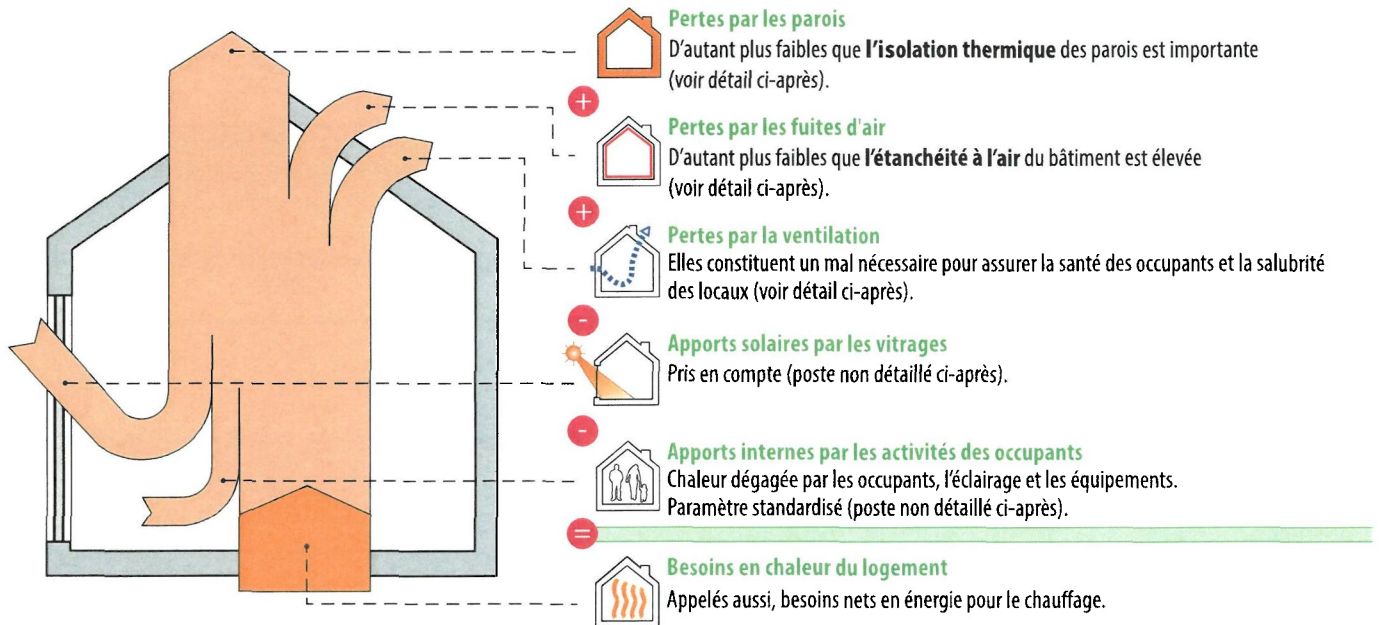 Pertes par les parois
D'autant plus faibles que l'isolation thermique des parois est importante
(voir détail ci-après).
+
Pertes par les fuites d'air
D'autant plus faibles que l'étanchéité à l'air du bâtiment est élevée
(voir détail ci-après).
+
Pertes par la ventilation
Elles constituent un mal nécessaire pour assurer la santé des occupants et la salubrité
des locaux (voir détail ci-après).
-
Apports solaires par les vitrages
Pris en compte (poste non détaillé ci-après).
-
Apports internes par les activités des occupants
Chaleur dégagée par les occupants, l'éclairage et les équipements.
Paramètre standardisé (poste non détaillé ci-après).
=
Besoins en chaleur du logement
Appelés aussi, besoins nets en énergie pour le chauffage.